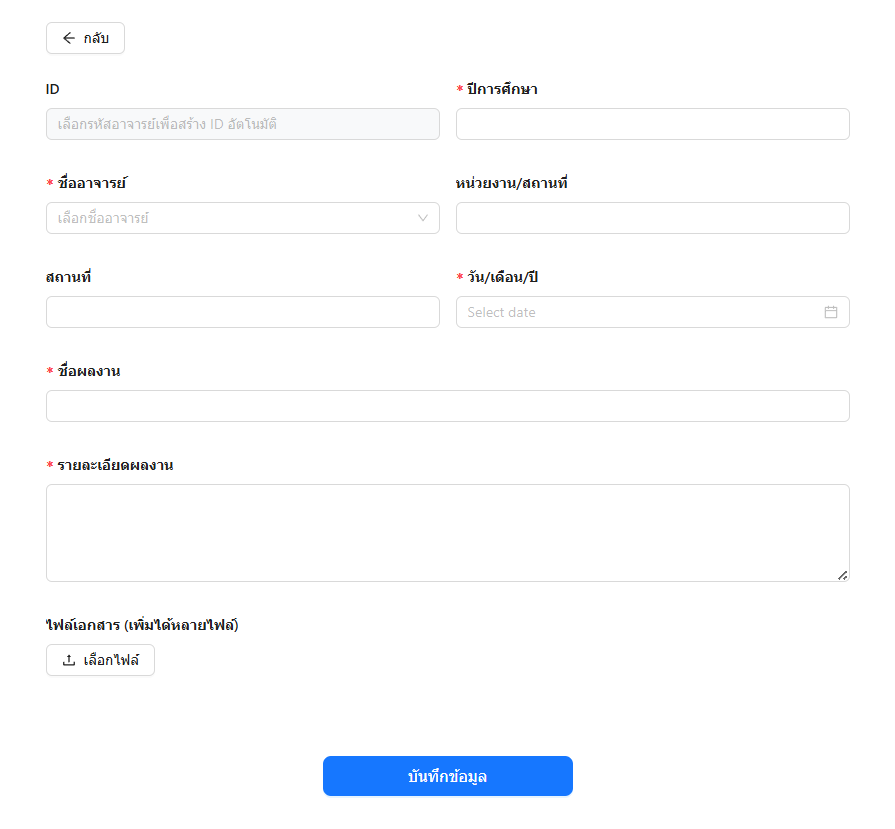 กลับ
ID
* ปีการศึกษา
เลือกรหัสอาจารย์เพื่อสร้าง ID อัตโนมัติ
* ชื่ออาจารย์
หน่วยงาน/สถานที่
เลือกชื่ออาจารย์
สถานที่
* วัน/เดือน/ปี
Select date
* ชื่อผลงาน
* รายละเอียดผลงาน
ไฟล์เอกสาร (เพิ่มได้หลายไฟล์)
เลือกไฟล์
บันทึกข้อมูล